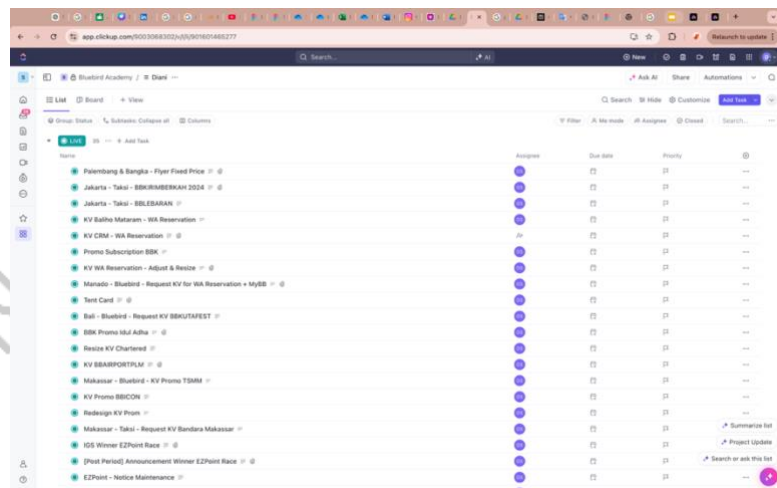 app.clickup.com/9003068302/v/l/li/901601465277
Relaunch to update
Search...
AI
New
Bluebird Academy / Diani
Ask AI Share Automations
List Board + View
Search Hide Customize Add Task
Group: Status Subtasks: Collapse all Columns
Filter Me mode Assignee Closed Search...
LIVE 35 + Add Task
Name Assignee Due date Priority
Palembang & Bangka - Flyer Fixed Price
Jakarta - Taksi - BBKIRIMBERKAH 2024
Jakarta - Taksi - BBLEBARAN
KV Baliho Mataram - WA Reservation
KV CRM - WA Reservation
Promo Subscription BBK
KV WA Reservation - Adjust & Resize
Manado - Bluebird - Request KV for WA Reservation + MyBB
Tent Card
Bali - Bluebird - Request KV BBKUTAFEST
BBK Promo Idul Adha
Resize KV Chartered
KV BBAIRPORTPLM
Makassar - Bluebird - KV Promo TSMM
KV Promo BBICON
Redesign KV Prom
Makassar - Taksi - Request KV Bandara Makassar
IGS Winner EZPoint Race
[Post Period] Announcement Winner EZPoint Race
EZPoint - Notice Maintenance
Summarize list
Project Update
Search or ask this list